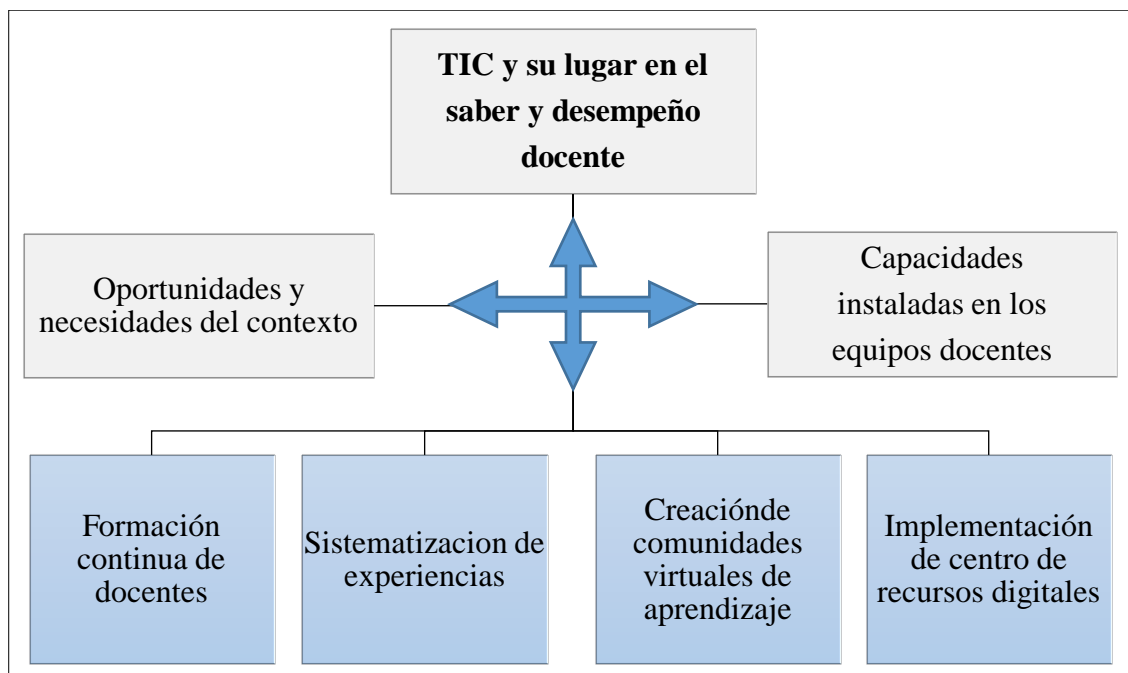 TIC y su lugar en el
saber y desempeño
docente
Oportunidades y
necesidades del contexto
Capacidades
instaladas en los
equipos docentes
Formación
continua de
docentes
Sistematizacion de
experiencias
Creaciónde
comunidades
virtuales de
aprendizaje
Implementación
de centro de
recursos digitales